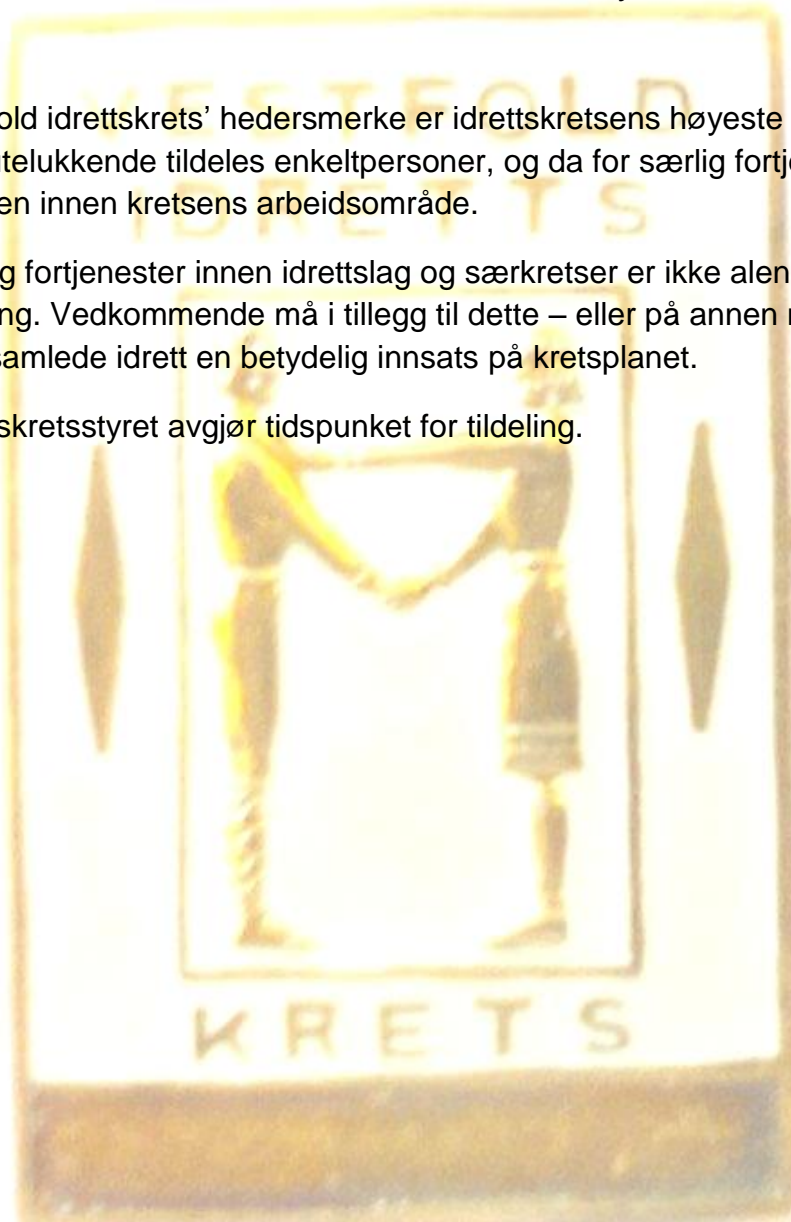 VESTFOLD
old idrettskrets’ hedersmerke er idrettskretsens høyeste
telukkende tildeles enkeltpersoner, og da for særlig fortje
en innen kretsens arbeidsområde.
IDRETTS
g fortjenester innen idrettslag og særkretser er ikke alen
ng. Vedkommende må i tillegg til dette – eller på annen
samlede idrett en betydelig innsats på kretsplanet.
skretsstyret avgjør tidspunket for tildeling.
KRETS